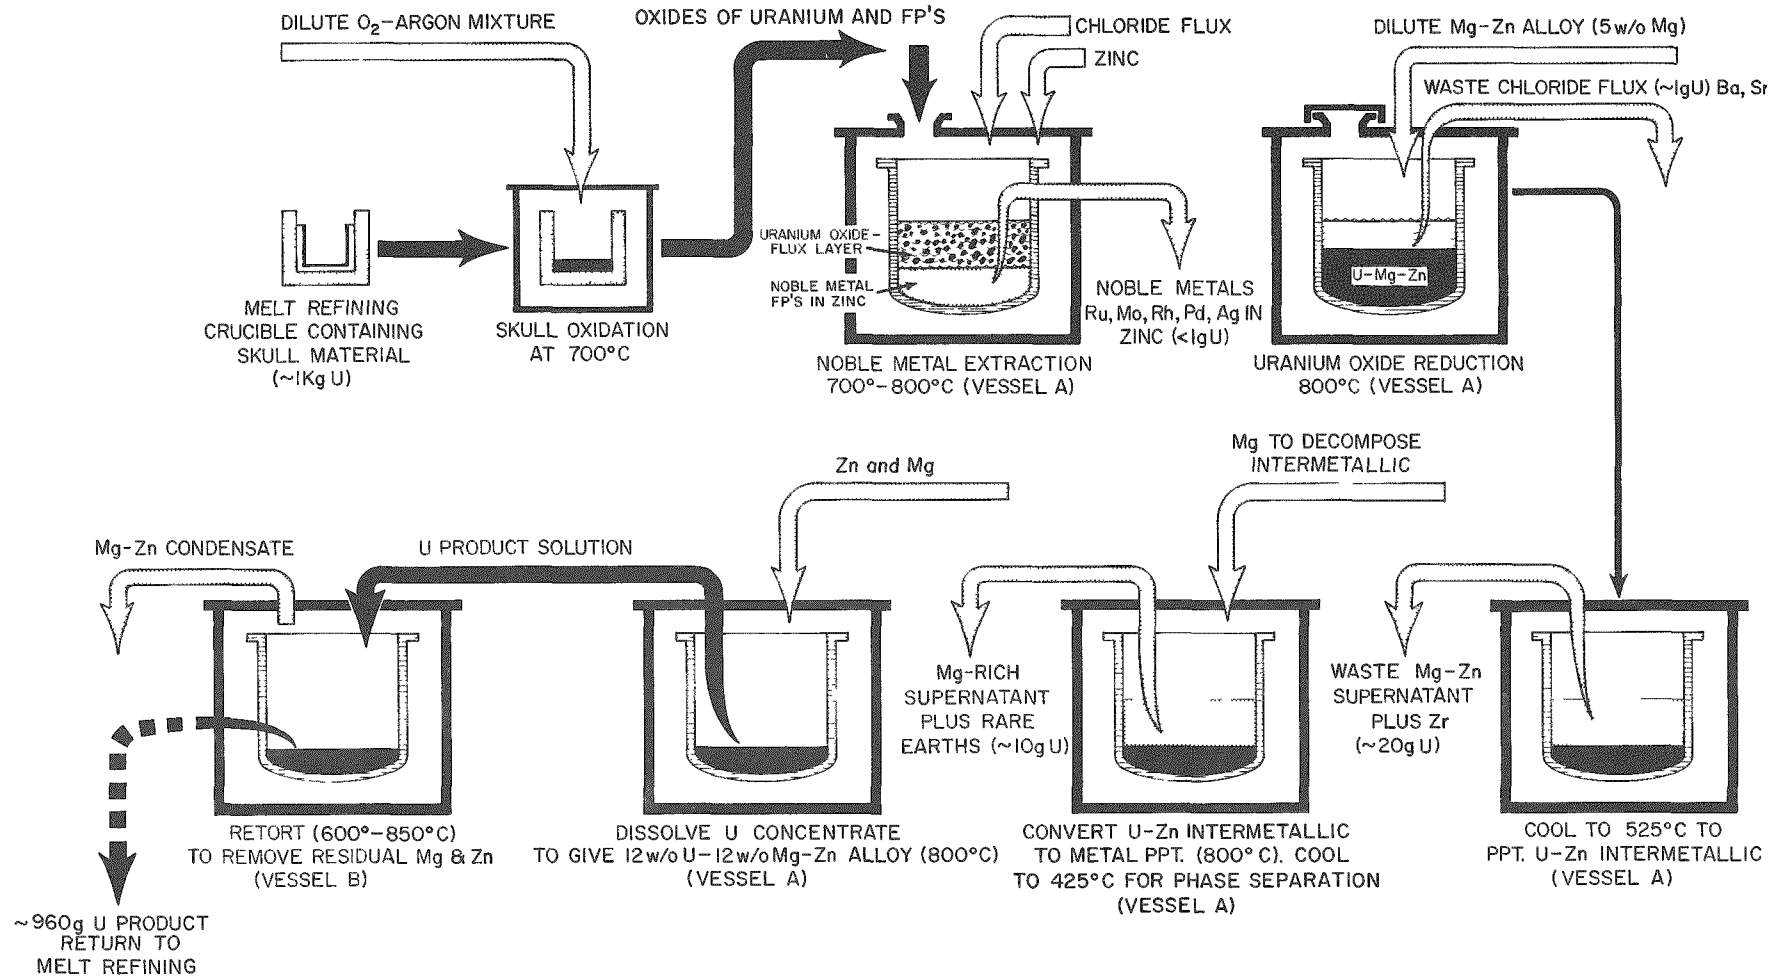 DILUTE O2-ARGON MIXTURE
OXIDES OF URANIUM AND FP'S
CHLORIDE FLUX
ZINC
DILUTE Mg-Zn ALLOY (5 w/o Mg)
WASTE CHLORIDE FLUX (~1gU) Ba, Sr
URANIUM OXIDE-
FLUX LAYER
NOBLE METAL
FP'S IN ZINC
U-Mg-Zn
MELT REFINING
CRUCIBLE CONTAINING
SKULL MATERIAL
(~1Kg U)
SKULL OXIDATION
AT 700°C
NOBLE METALS
Ru, Mo, Rh, Pd, Ag IN
ZINC (<1gU)
NOBLE METAL EXTRACTION
700°-800°C (VESSEL A)
URANIUM OXIDE REDUCTION
800°C (VESSEL A)
Mg-Zn CONDENSATE
U PRODUCT SOLUTION
Zn and Mg
Mg TO DECOMPOSE
INTERMETALLIC
Mg-RICH
SUPERNATANT
PLUS RARE
EARTHS (~10gU)
WASTE Mg-Zn
SUPERNATANT
PLUS Zr
(~20gU)
RETORT (600°-850°C)
TO REMOVE RESIDUAL Mg & Zn
(VESSEL B)
DISSOLVE U CONCENTRATE
TO GIVE 12 w/o U-12 w/o Mg-Zn ALLOY (800°C)
(VESSEL A)
CONVERT U-Zn INTERMETALLIC
TO METAL PPT. (800°C). COOL
TO 425°C FOR PHASE SEPARATION
(VESSEL A)
COOL TO 525°C TO
PPT. U-Zn INTERMETALLIC
(VESSEL A)
~960g U PRODUCT
RETURN TO
MELT REFINING